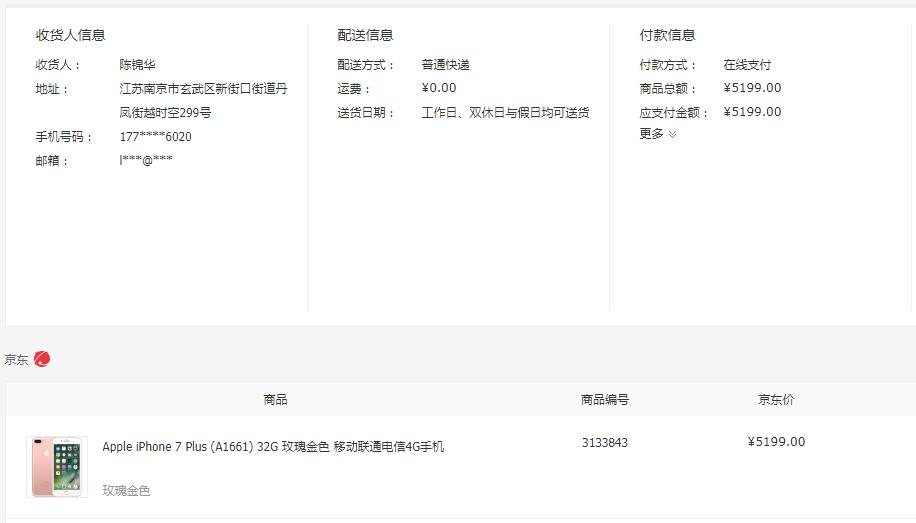 收货人信息
收货人： 陈锦华
地址： 江苏南京市玄武区新街口街道丹
凤街越时空299号
手机号码： 177****6020
邮箱： l***@***
配送信息
配送方式： 普通快递
运费： ¥0.00
送货日期： 工作日、双休日与假日均可送货
付款信息
付款方式： 在线支付
商品总额： ¥5199.00
应支付金额： ¥5199.00
更多
京东
商品 商品编号 京东价
Apple iPhone 7 Plus (A1661) 32G 玫瑰金色 移动联通电信4G手机 3133843 ¥5199.00
玫瑰金色